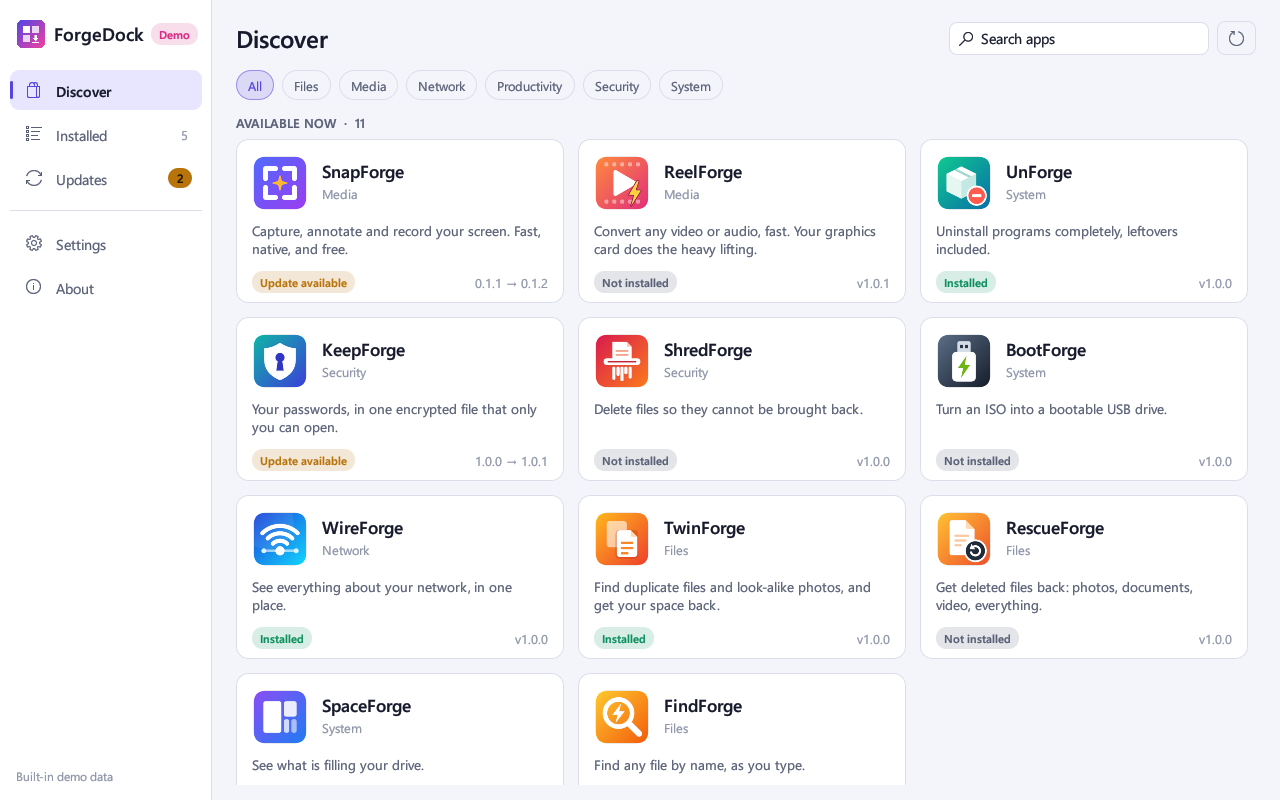 ForgeDock Demo
Discover
Installed 5
Updates 2
Settings
About
Built-in demo data
Discover
Search apps
All Files Media Network Productivity Security System
AVAILABLE NOW · 11
SnapForge
Media
Capture, annotate and record your screen. Fast,
native, and free.
Update available 0.1.1 → 0.1.2
ReelForge
Media
Convert any video or audio, fast. Your graphics
card does the heavy lifting.
Not installed v1.0.1
UnForge
System
Uninstall programs completely, leftovers
included.
Installed v1.0.0
KeepForge
Security
Your passwords, in one encrypted file that only
you can open.
Update available 1.0.0 → 1.0.1
ShredForge
Security
Delete files so they cannot be brought back.
Not installed v1.0.0
BootForge
System
Turn an ISO into a bootable USB drive.
Not installed v1.0.0
WireForge
Network
See everything about your network, in one
place.
Installed v1.0.0
TwinForge
Files
Find duplicate files and look-alike photos, and
get your space back.
Installed v1.0.0
RescueForge
Files
Get deleted files back: photos, documents,
video, everything.
Not installed v1.0.0
SpaceForge
System
See what is filling your drive.
FindForge
Files
Find any file by name, as you type.